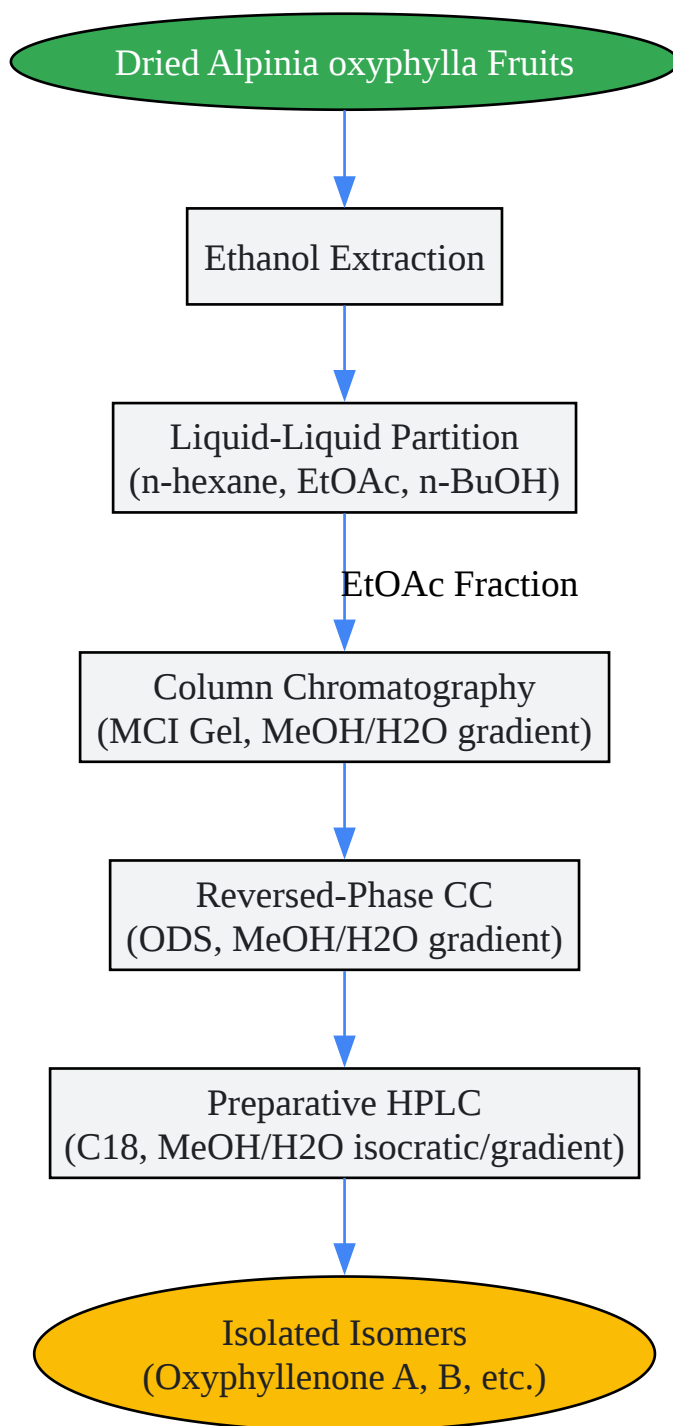 Dried Alpinia oxyphylla Fruits
Ethanol Extraction
Liquid-Liquid Partition
(n-hexane, EtOAc, n-BuOH)
EtOAc Fraction
Column Chromatography
(MCI Gel, MeOH/H2O gradient)
Reversed-Phase CC
(ODS, MeOH/H2O gradient)
Preparative HPLC
(C18, MeOH/H2O isocratic/gradient)
Isolated Isomers
(Oxyphyllenone A, B, etc.)